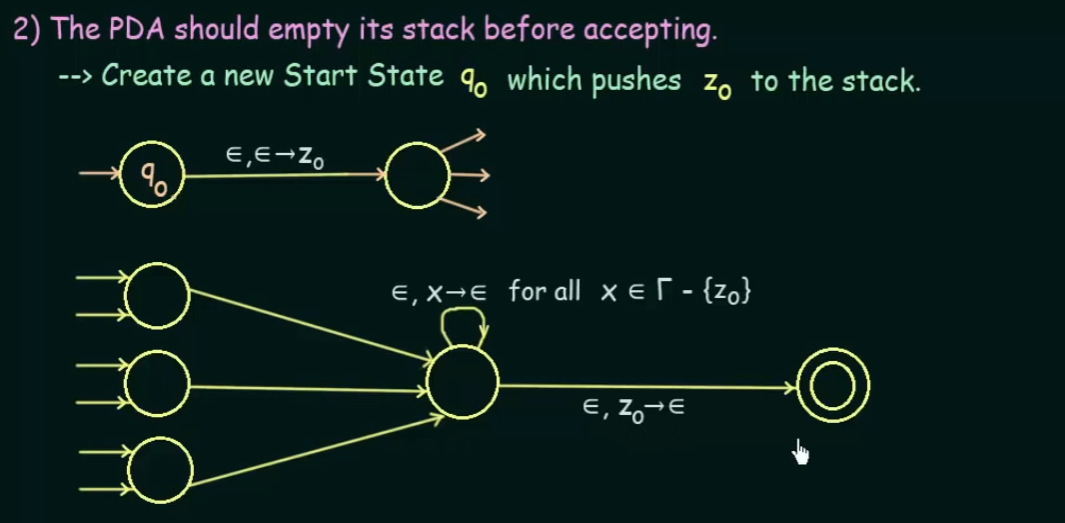 2) The PDA should empty its stack before accepting.
--> Create a new Start State q₀ which pushes z₀ to the stack.
q₀
∈,∈→z₀
∈, x→∈ for all x ∈ Γ - {z₀}
∈, z₀→∈